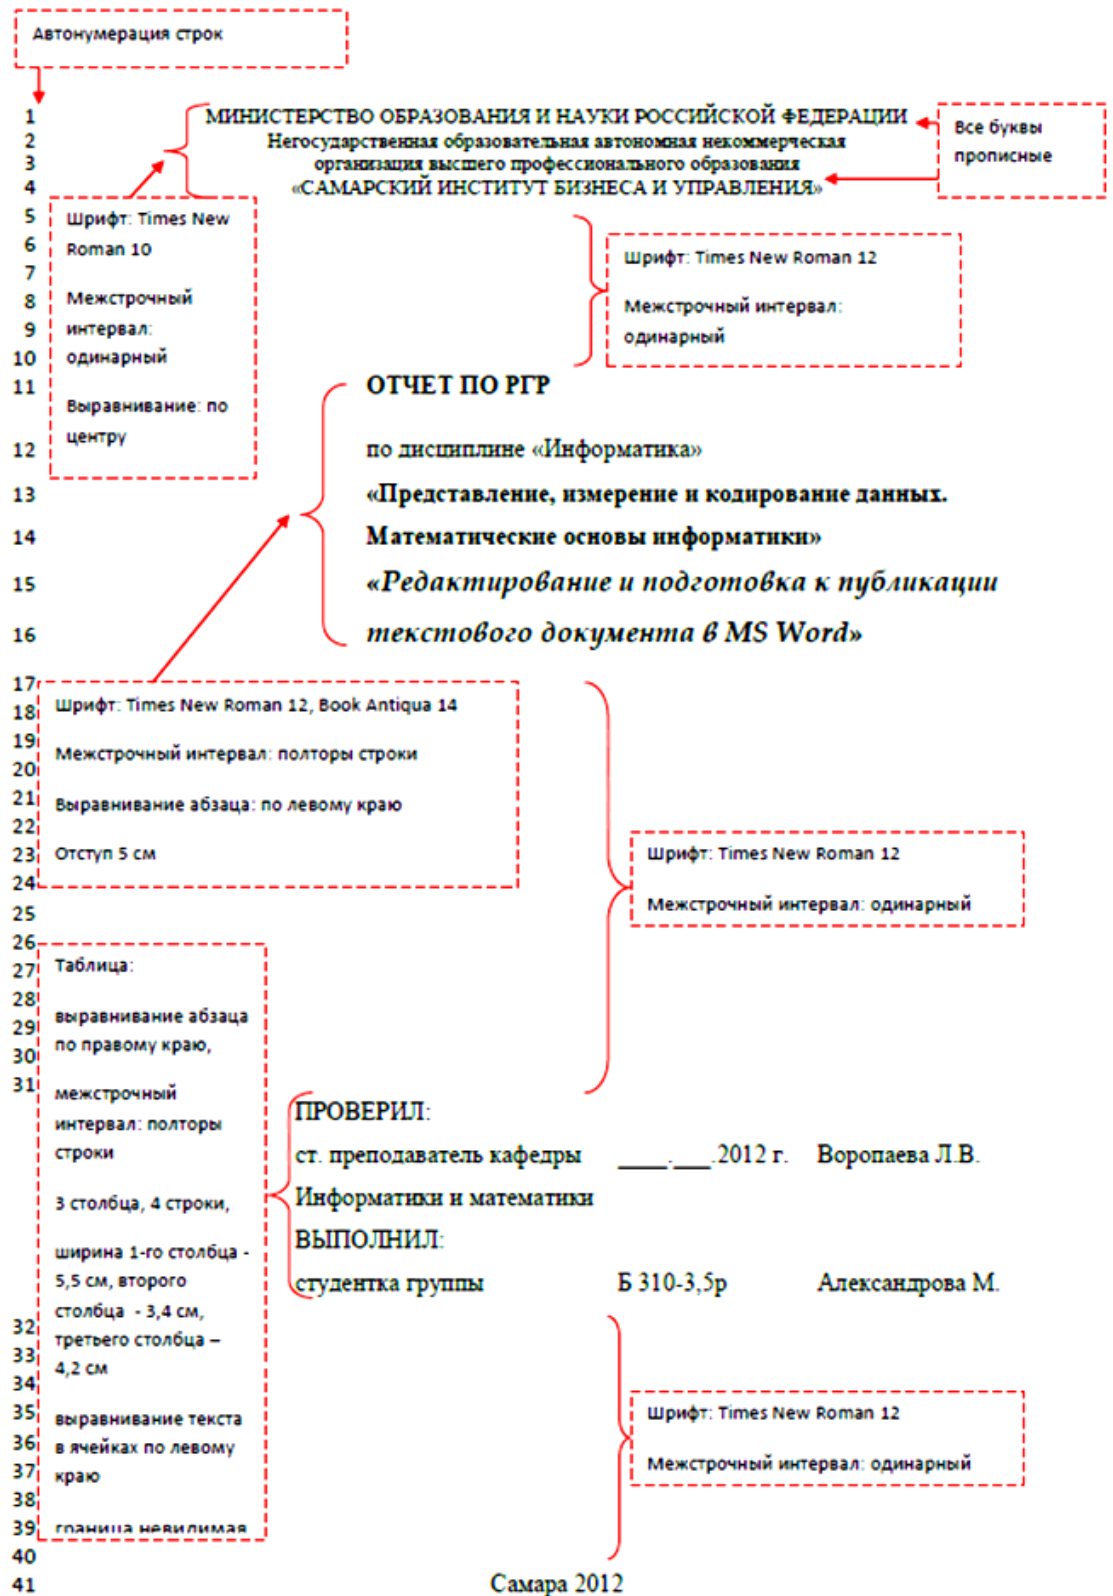 Автонумерация строк
1 МИНИСТЕРСТВО ОБРАЗОВАНИЯ И НАУКИ РОССИЙСКОЙ ФЕДЕРАЦИИ
2 Негосударственная образовательная автономная некоммерческая
3 организация высшего профессионального образования
4 «САМАРСКИЙ ИНСТИТУТ БИЗНЕСА И УПРАВЛЕНИЯ»
Все буквы
прописные
5
6
7
8
9
10
Шрифт: Times New
Roman 10
Межстрочный
интервал:
одинарный
Выравнивание: по
центру
Шрифт: Times New Roman 12
Межстрочный интервал:
одинарный
11 ОТЧЕТ ПО РГР
12 по дисциплине «Информатика»
13 «Представление, измерение и кодирование данных.
14 Математические основы информатики»
15 «Редактирование и подготовка к публикации
16 текстового документа в MS Word»
17
18
19
20
21
22
23
24
25
26
27
28
29
30
31
Шрифт: Times New Roman 12, Book Antiqua 14
Межстрочный интервал: полторы строки
Выравнивание абзаца: по левому краю
Отступ 5 см
Шрифт: Times New Roman 12
Межстрочный интервал: одинарный
Таблица:
выравнивание абзаца
по правому краю,
межстрочный
интервал: полторы
строки
3 столбца, 4 строки,
ширина 1-го столбца -
5,5 см, второго
столбца - 3,4 см,
третьего столбца –
4,2 см
выравнивание текста
в ячейках по левому
краю
граница невидимая
ПРОВЕРИЛ:
ст. преподаватель кафедры ____.___.2012 г. Воропаева Л.В.
Информатики и математики
ВЫПОЛНИЛ:
студентка группы Б 310-3,5р Александрова М.
32
33
34
35
36
37
38
39
40
Шрифт: Times New Roman 12
Межстрочный интервал: одинарный
41 Самара 2012